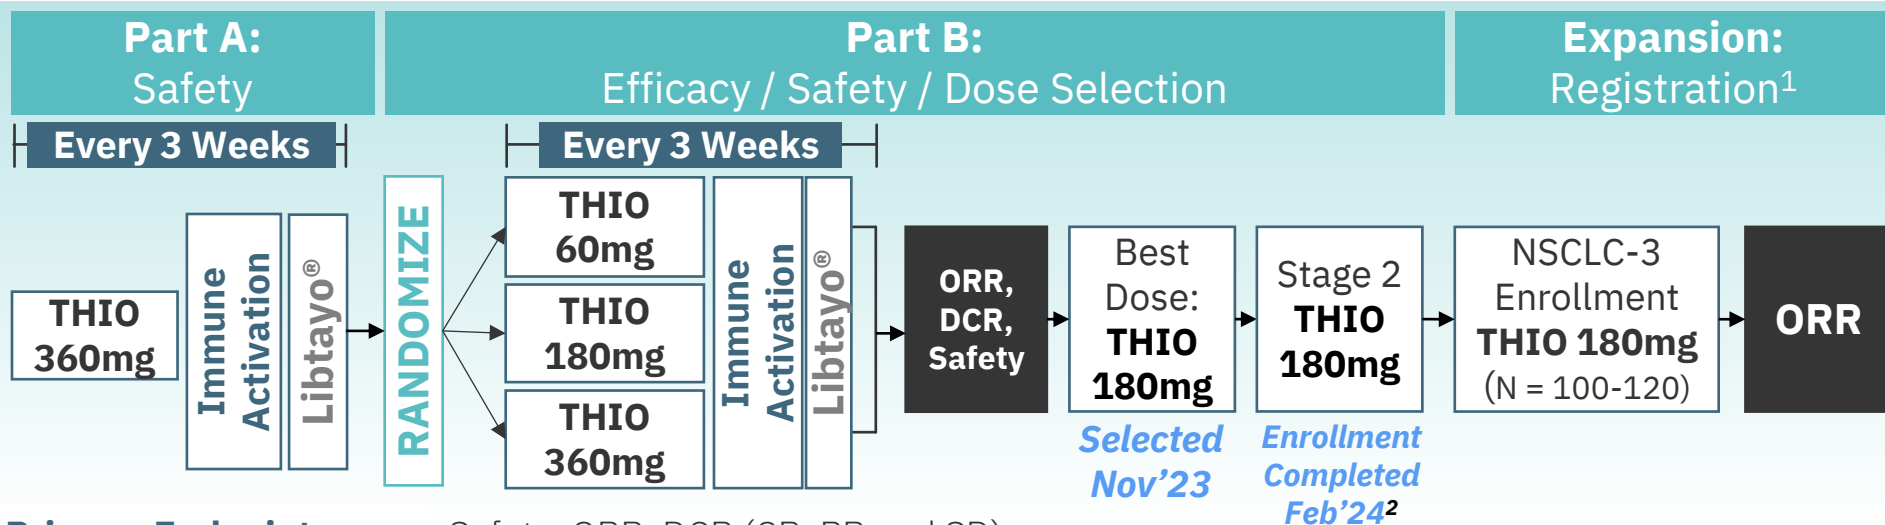 Part A:
Safety
Part B:
Efficacy / Safety / Dose Selection
Expansion:
Registration¹
Every 3 Weeks
Every 3 Weeks
THIO
360mg
Immune
Activation
Libtayo®
RANDOMIZE
THIO
60mg
THIO
180mg
THIO
360mg
Immune
Activation
Libtayo®
ORR,
DCR,
Safety
Best
Dose:
THIO
180mg
Selected
Nov’23
Stage 2
THIO
180mg
Enrollment
Completed
Feb’24²
NSCLC-3
Enrollment
THIO 180mg
(N = 100-120)
ORR